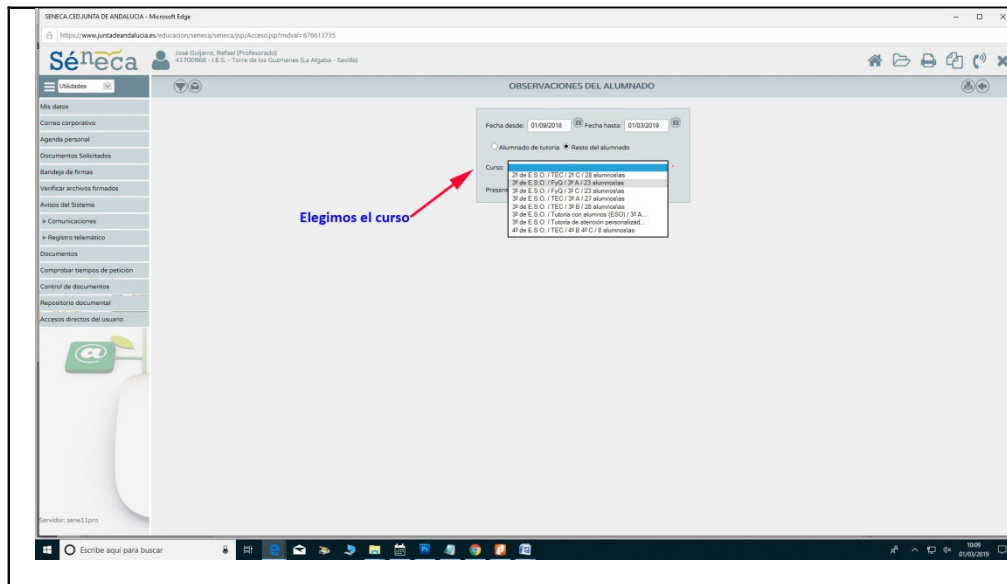 SENECA.CED.JUNTA DE ANDALUCIA - Microsoft Edge
https://www.juntadeandalucia.es/educacion/seneca/seneca/jsp/Acceso.jsp?rndval=676613735
Séneca
José Guijarro, Rafael (Profesorado)
41700968 - I.E.S. - Torre de los Guzmanes (La Algaba - Sevilla)
Utilidades
OBSERVACIONES DEL ALUMNADO
Mis datos
Correo corporativo
Agenda personal
Documentos Solicitados
Bandeja de firmas
Verificar archivos firmados
Avisos del Sistema
Comunicaciones
Registro telemático
Documentos
Comprobar tiempos de petición
Control de documentos
Repositorio documental
Accesos directos del usuario
Fecha desde: 01/09/2018 Fecha hasta: 01/03/2019
Alumnado de tutoría Resto del alumnado
Curso:
2º de E.S.O. / TEC / 2º C / 28 alumnos\as
3º de E.S.O. / FyQ / 3º A / 23 alumnos\as
3º de E.S.O. / FyQ / 3º C / 23 alumnos\as
3º de E.S.O. / TEC / 3º A / 27 alumnos\as
3º de E.S.O. / TEC / 3º B / 28 alumnos\as
3º de E.S.O. / Tutoría con alumnos (ESO) / 3º A...
3º de E.S.O. / Tutoría de atención personalizad...
4º de E.S.O. / TEC / 4º B 4º C / 8 alumnos\as
Present
Elegimos el curso
Servidor: sene11pro
Escribe aquí para buscar
10:09
01/03/2019